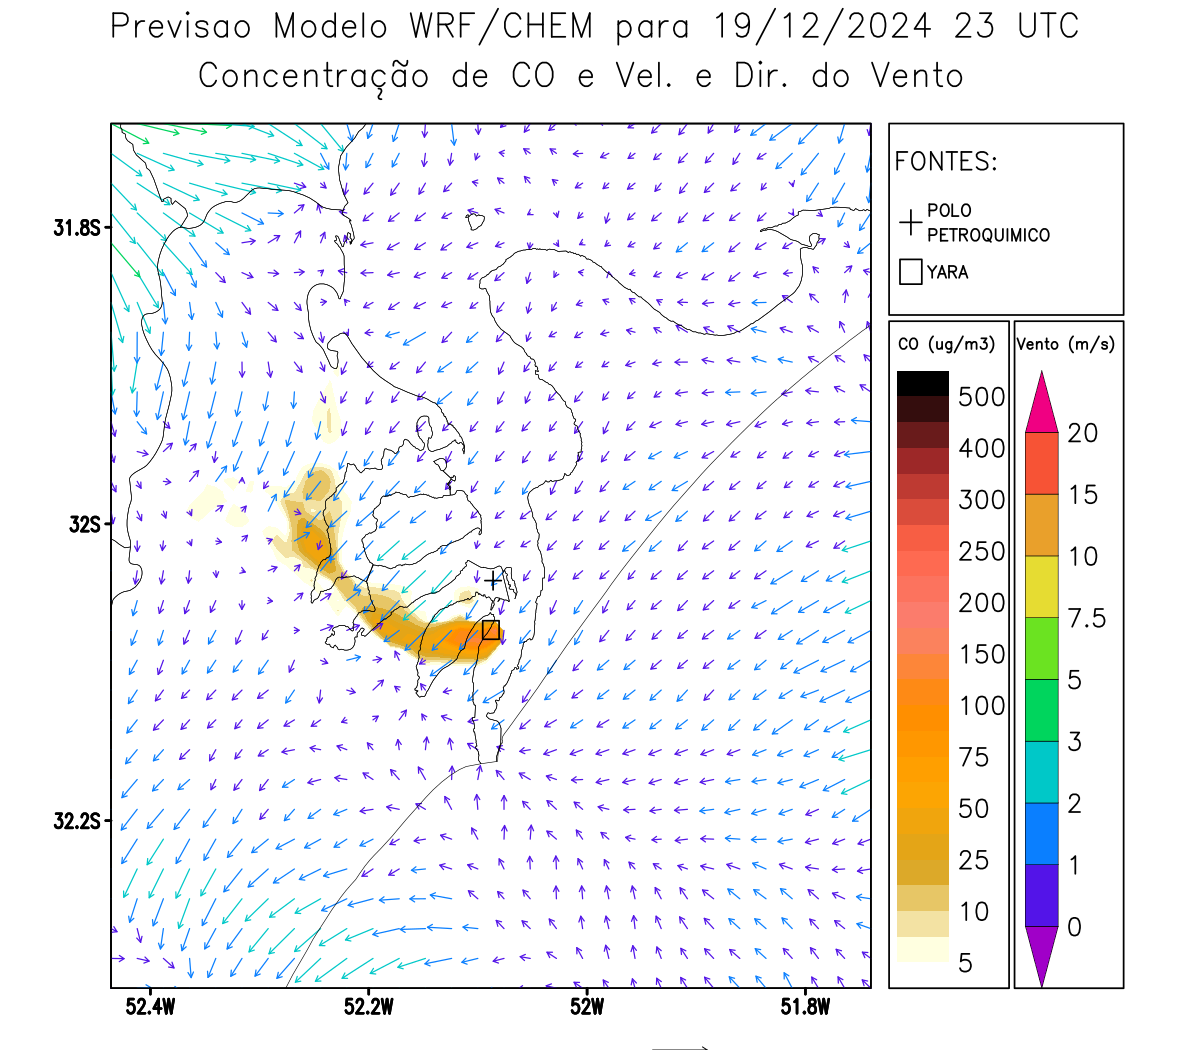 Previsao Modelo WRF/CHEM para 19/12/2024 23 UTC
Concentração de CO e Vel. e Dir. do Vento
FONTES:
POLO
PETROQUIMICO
YARA
CO (ug/m3)
500
400
300
250
200
150
100
75
50
25
10
5
Vento (m/s)
20
15
10
7.5
5
3
2
1
0
31.8S
32S
32.2S
52.4W
52.2W
52W
51.8W